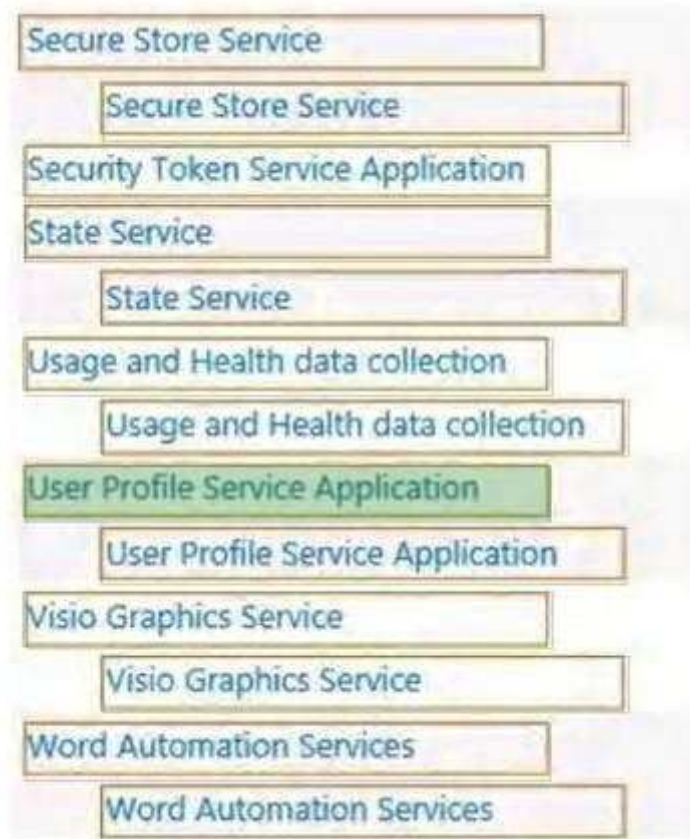 Secure Store Service
Secure Store Service
Security Token Service Application
State Service
State Service
Usage and Health data collection
Usage and Health data collection
User Profile Service Application
User Profile Service Application
Visio Graphics Service
Visio Graphics Service
Word Automation Services
Word Automation Services